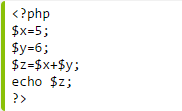 <?php
$x=5;
$y=6;
$z=$x+$y;
echo $z;
?>